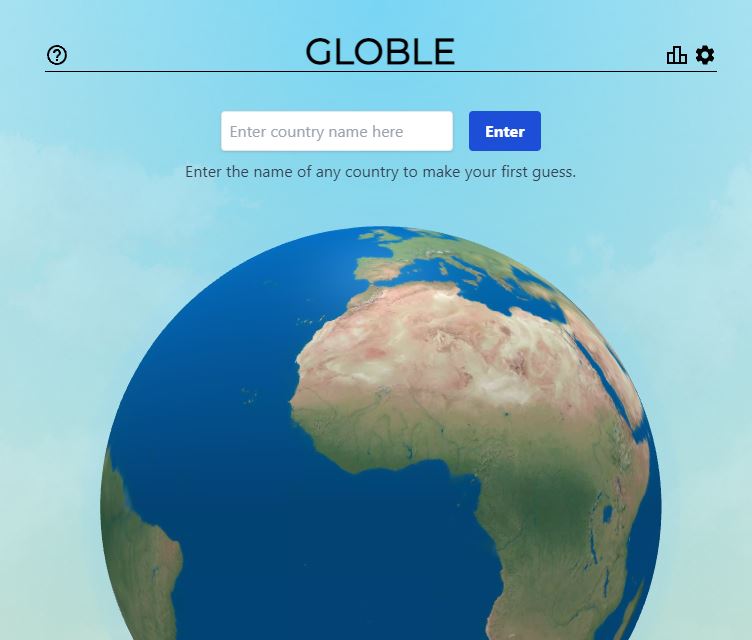 GLOBLE
Enter country name here
Enter
Enter the name of any country to make your first guess.